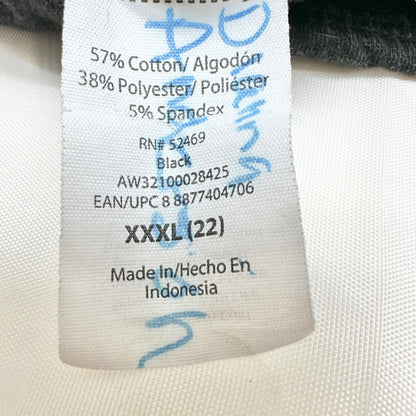 57% Cotton/ Algodón
38% Polyester/ Poliéster
5% Spandex
RN# 52469
Black
AW32100028425
EAN/UPC 8 8877404706
XXXL (22)
Made In/Hecho En
Indonesia